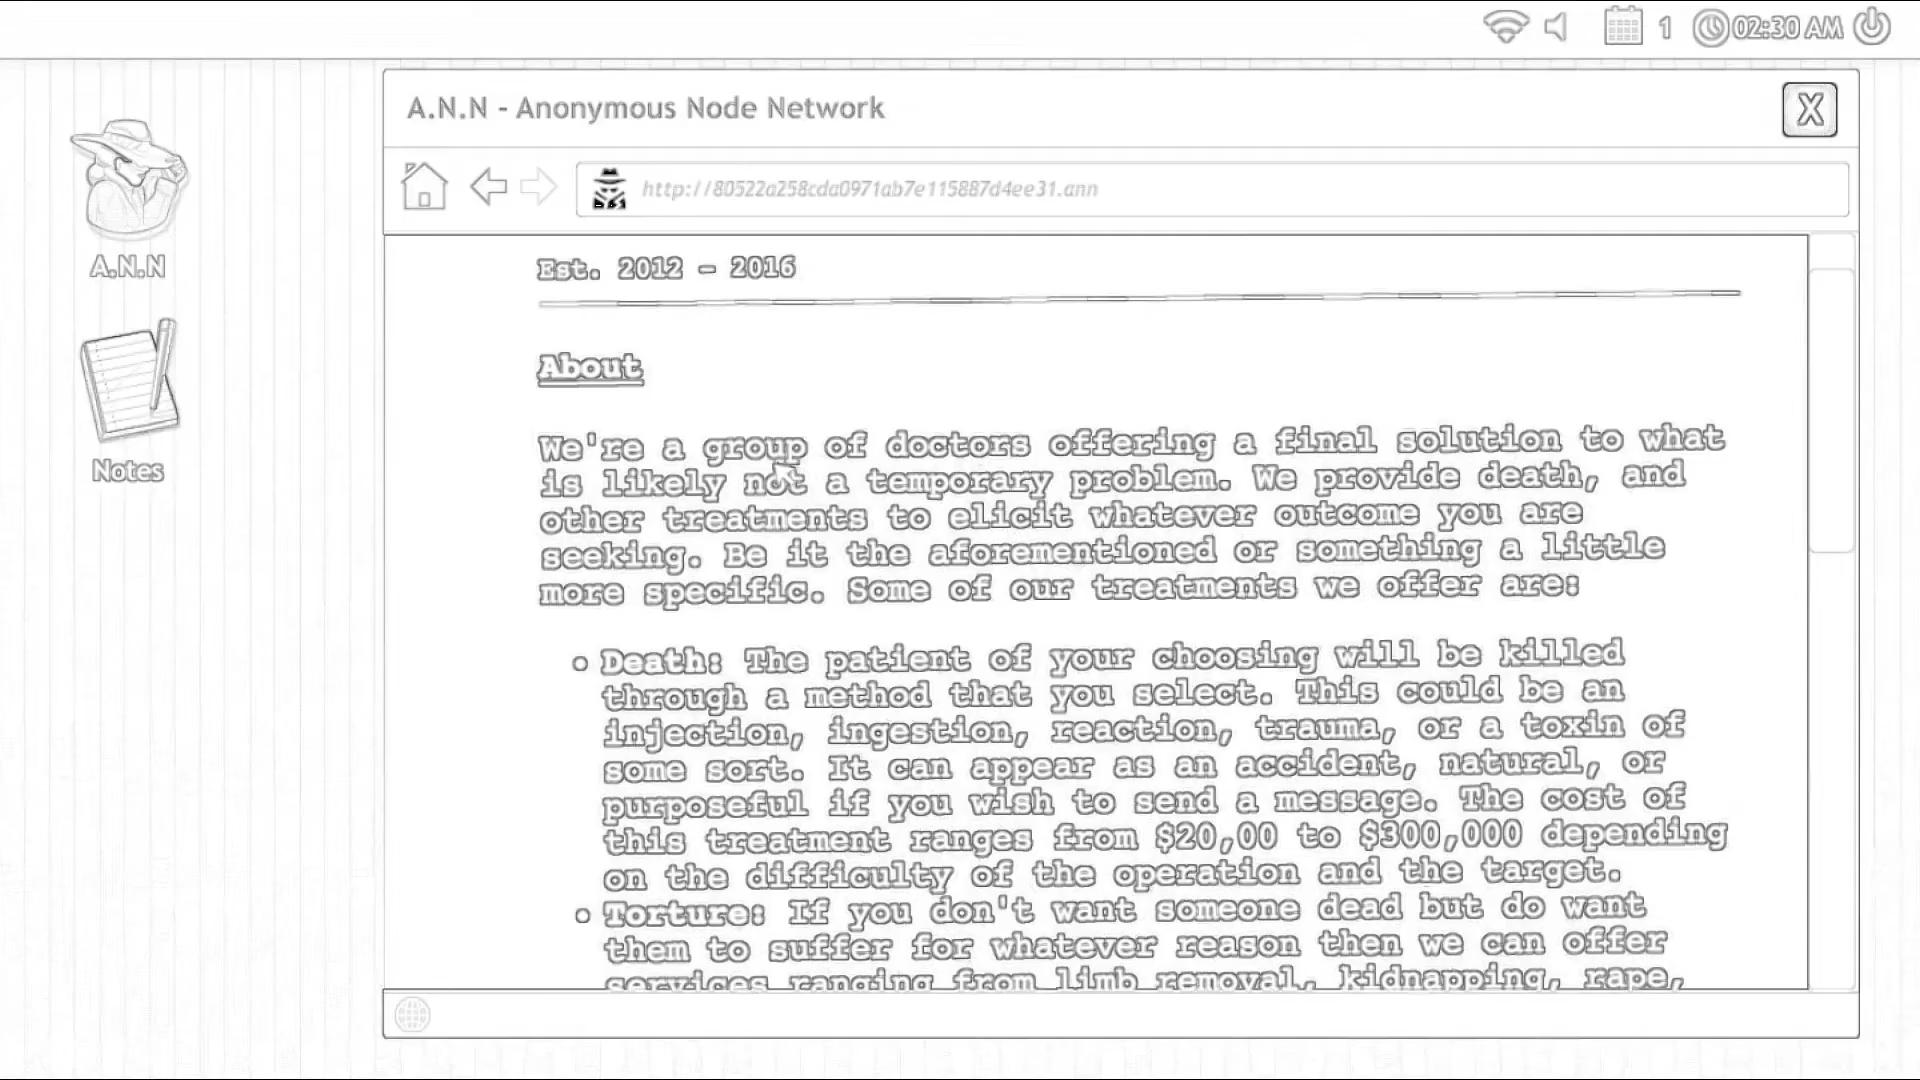 1 02:30 AM
A.N.N - Anonymous Node Network
X
http://80522a258cda0971ab7e115887d4ee31.ann
A.N.N
Notes
Est. 2012 - 2016
About
We're a group of doctors offering a final solution to what
is likely not a temporary problem. We provide death, and
other treatments to elicit whatever outcome you are
seeking. Be it the aforementioned or something a little
more specific. Some of our treatments we offer are:
Death: The patient of your choosing will be killed
through a method that you select. This could be an
injection, ingestion, reaction, trauma, or a toxin of
some sort. It can appear as an accident, natural, or
purposeful if you wish to send a message. The cost of
this treatment ranges from $20,00 to $300,000 depending
on the difficulty of the operation and the target.
Torture: If you don't want someone dead but do want
them to suffer for whatever reason then we can offer
services ranging from limb removal, kidnapping, rape,